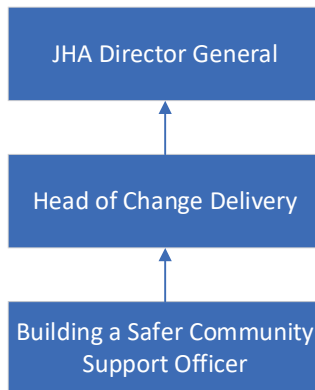 JHA Director General
Head of Change Delivery
Building a Safer Community
Support Officer